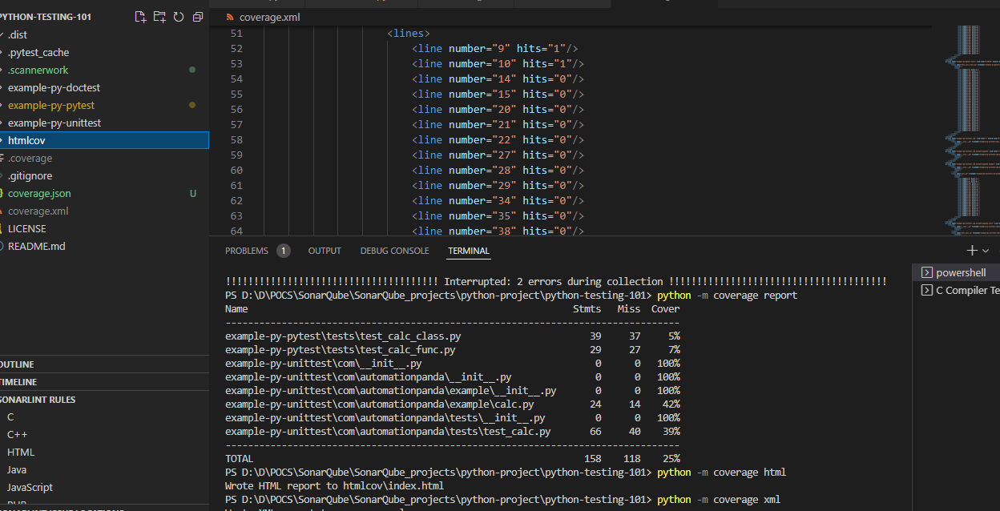 PYTHON-TESTING-101
.dist
.pytest_cache
.scannerwork
example-py-doctest
example-py-pytest
example-py-unittest
htmlcov
.coverage
.gitignore
coverage.json U
coverage.xml
LICENSE
README.md
OUTLINE
TIMELINE
SONARLINT RULES
C
C++
HTML
Java
JavaScript
coverage.xml
51 <lines>
52 <line number="9" hits="1"/>
53 <line number="10" hits="1"/>
54 <line number="14" hits="0"/>
55 <line number="15" hits="0"/>
56 <line number="20" hits="0"/>
57 <line number="21" hits="0"/>
58 <line number="22" hits="0"/>
59 <line number="27" hits="0"/>
60 <line number="28" hits="0"/>
61 <line number="29" hits="0"/>
62 <line number="34" hits="0"/>
63 <line number="35" hits="0"/>
64 <line number="38" hits="0"/>
PROBLEMS 1 OUTPUT DEBUG CONSOLE TERMINAL
!!!!!!!!!!!!!!!!!!!!!!!!!!!!!!!!!!!!!! Interrupted: 2 errors during collection !!!!!!!!!!!!!!!!!!!!!!!!!!!!!!!!!!!!!!!
PS D:\D\POCS\SonarQube\SonarQube_projects\python-project\python-testing-101> python -m coverage report
Name Stmts Miss Cover
--------------------------------------------------------------------------------
example-py-pytest\tests\test_calc_class.py 39 37 5%
example-py-pytest\tests\test_calc_func.py 29 27 7%
example-py-unittest\com\__init__.py 0 0 100%
example-py-unittest\com\automationpanda\__init__.py 0 0 100%
example-py-unittest\com\automationpanda\example\__init__.py 0 0 100%
example-py-unittest\com\automationpanda\example\calc.py 24 14 42%
example-py-unittest\com\automationpanda\tests\__init__.py 0 0 100%
example-py-unittest\com\automationpanda\tests\test_calc.py 66 40 39%
--------------------------------------------------------------------------------
TOTAL 158 118 25%
PS D:\D\POCS\SonarQube\SonarQube_projects\python-project\python-testing-101> python -m coverage html
Wrote HTML report to htmlcov\index.html
PS D:\D\POCS\SonarQube\SonarQube_projects\python-project\python-testing-101> python -m coverage xml
powershell
C Compiler Te